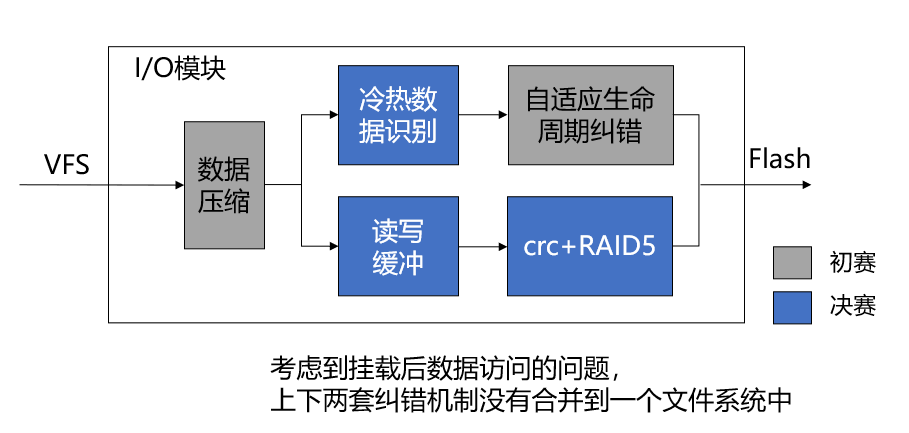 I/O模块
VFS
数据
压缩
冷热数
据识别
自适应生命
周期纠错
读写
缓冲
crc+RAID5
Flash
初赛
决赛
考虑到挂载后数据访问的问题，
上下两套纠错机制没有合并到一个文件系统中